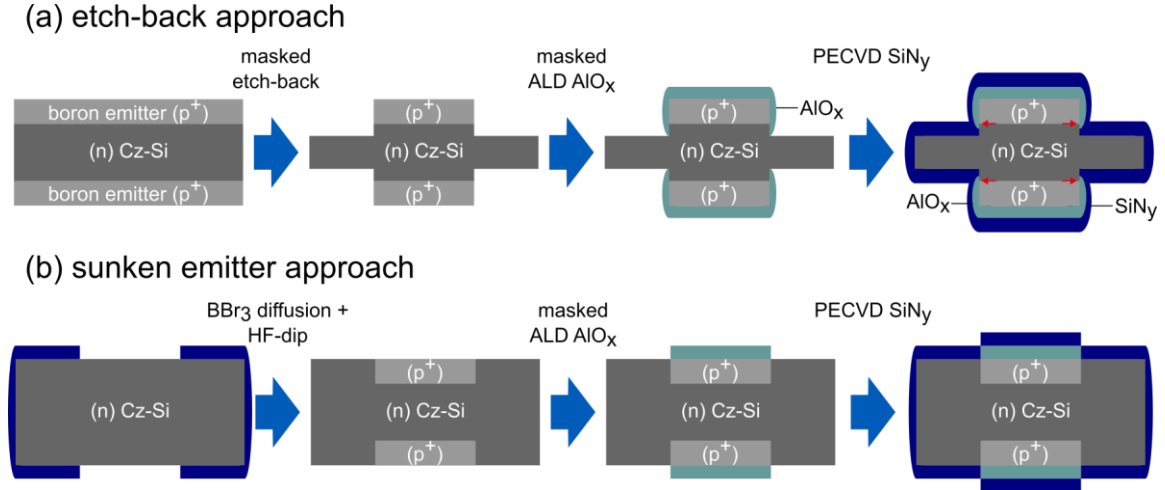 (a) etch-back approach
masked
etch-back
masked
ALD AlOx
PECVD SiNy
boron emitter (p+)
(n) Cz-Si
boron emitter (p+)
(p+)
(n) Cz-Si
(p+)
(p+)
(n) Cz-Si
(p+)
AlOx
(p+)
(n) Cz-Si
(p+)
AlOx
SiNy
(b) sunken emitter approach
BBr3 diffusion +
HF-dip
masked
ALD AlOx
PECVD SiNy
(n) Cz-Si
(p+)
(n) Cz-Si
(p+)
(p+)
(n) Cz-Si
(p+)
(p+)
(n) Cz-Si
(p+)